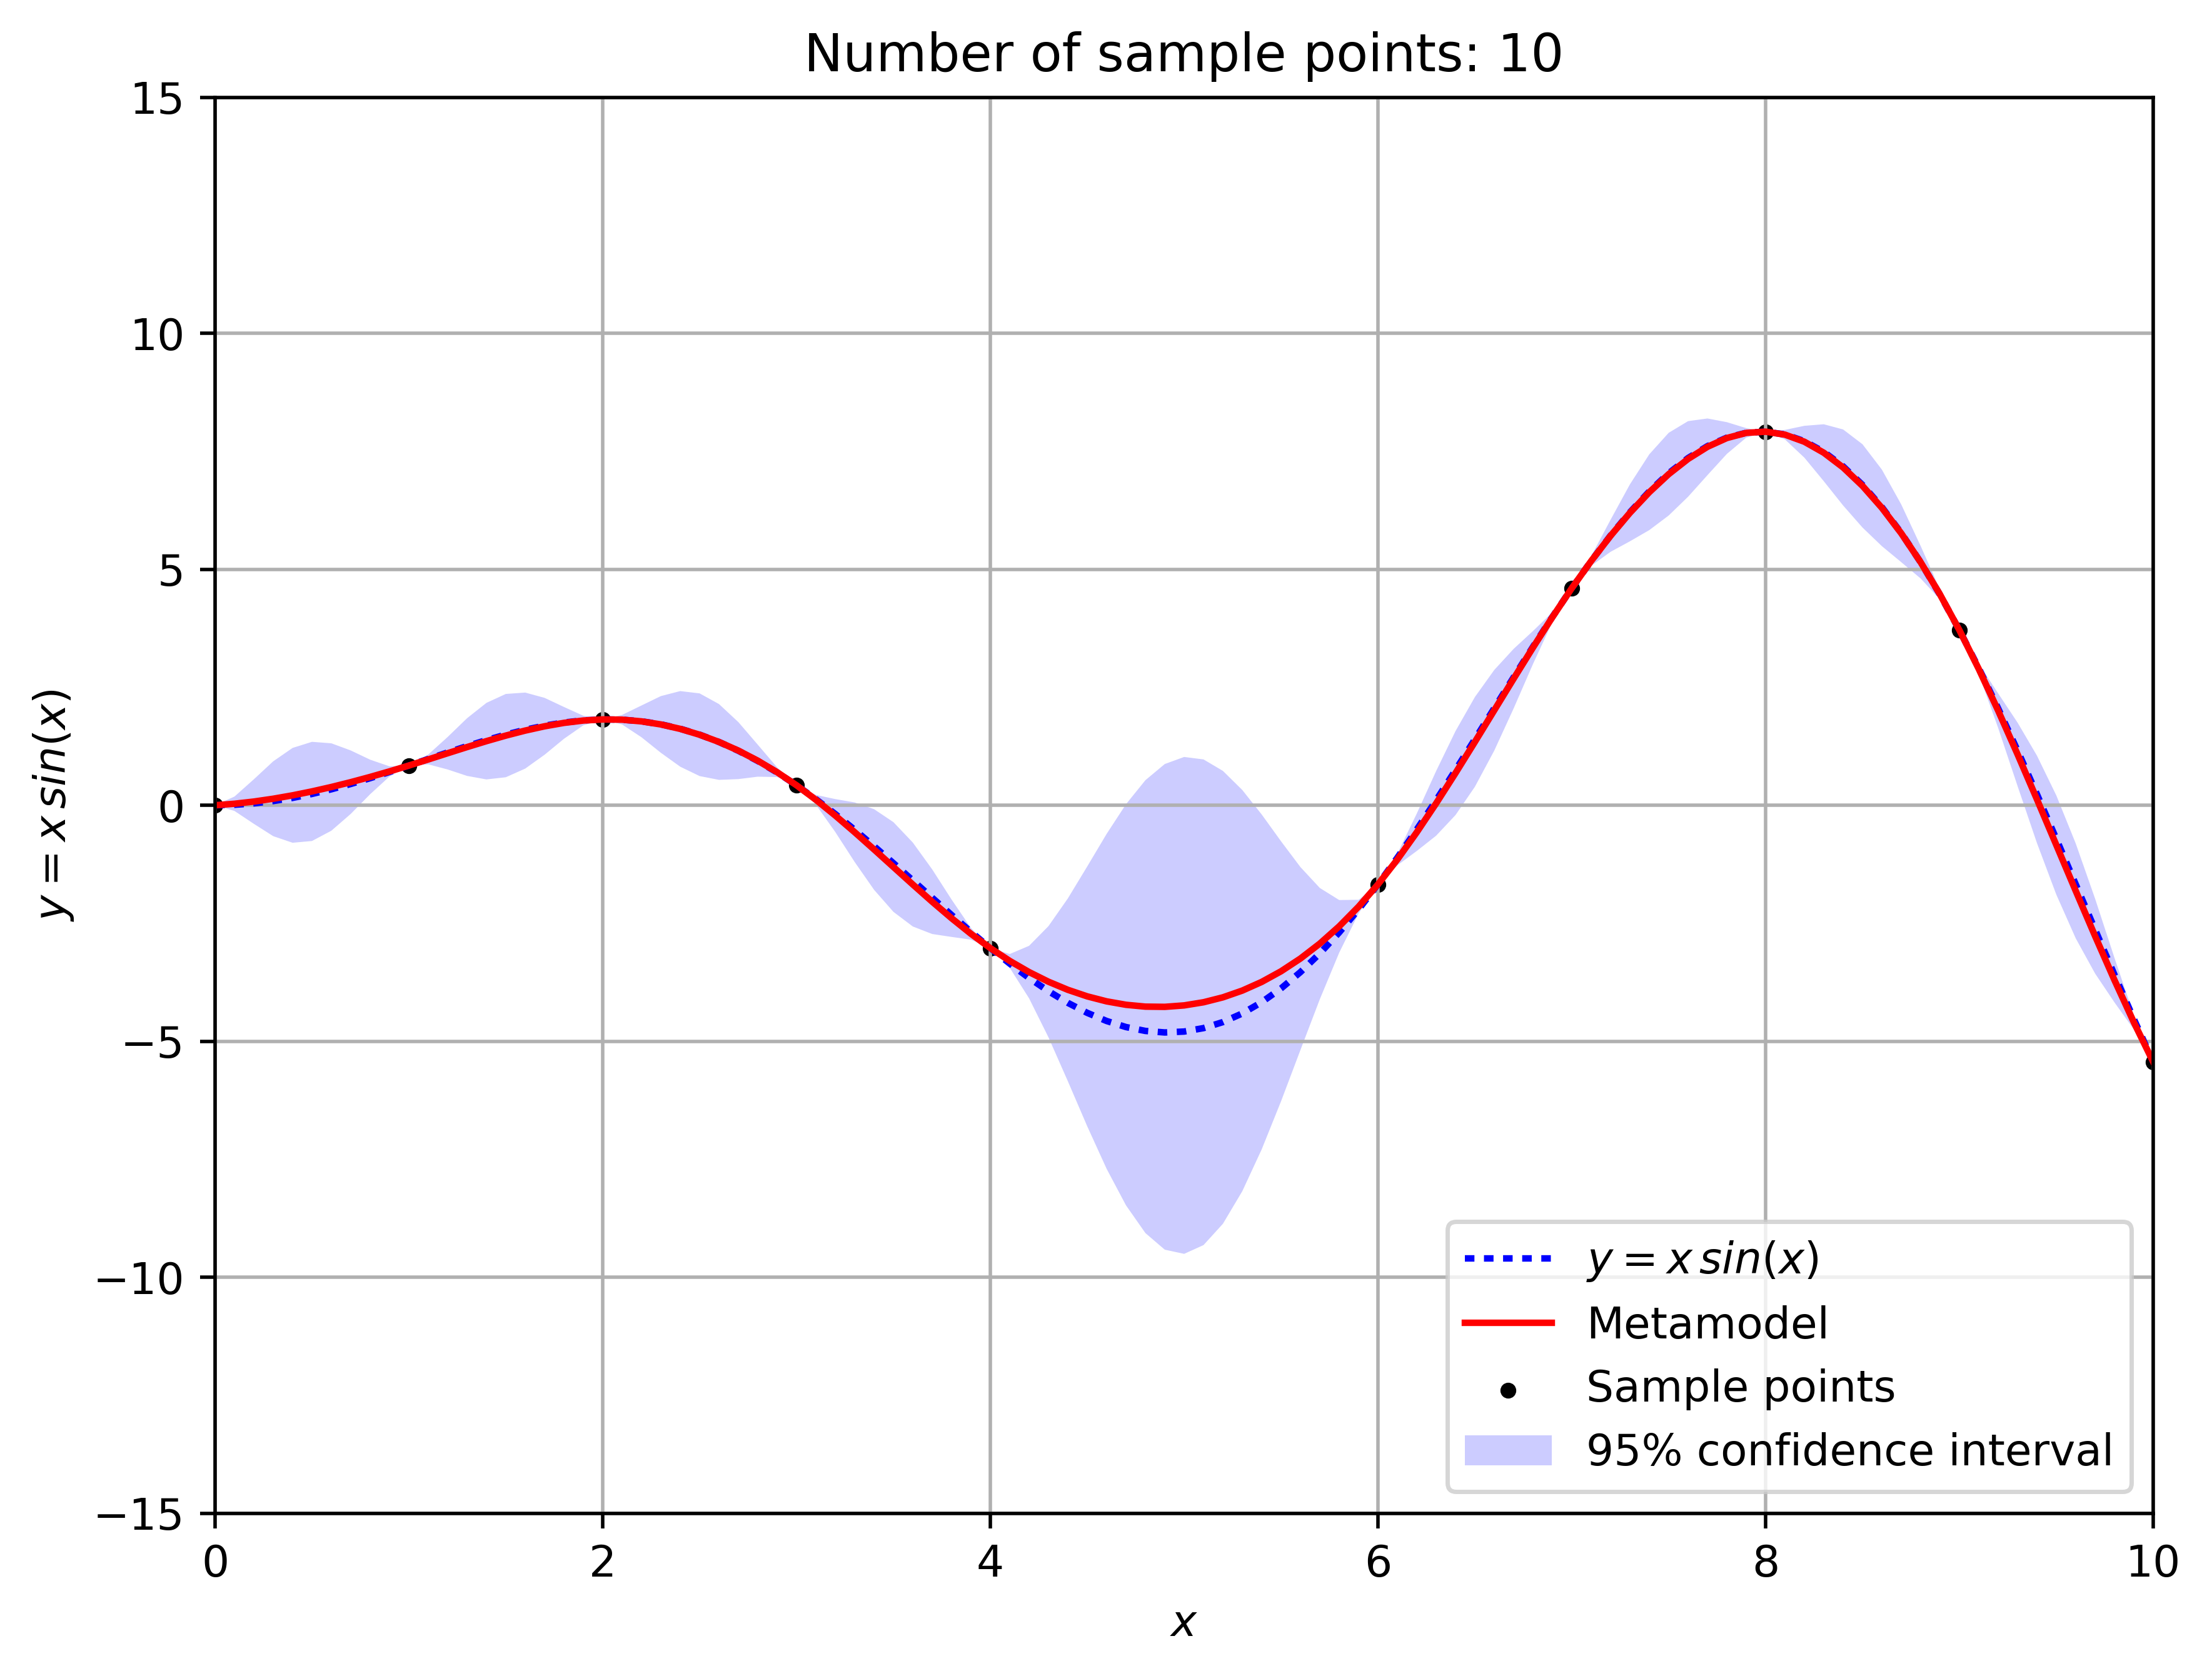 Number of sample points: 10
15
10
5
0
−5
−10
−15
y = x sin(x)
0 2 4 6 8 10
x
y = x sin(x)
Metamodel
Sample points
95% confidence interval